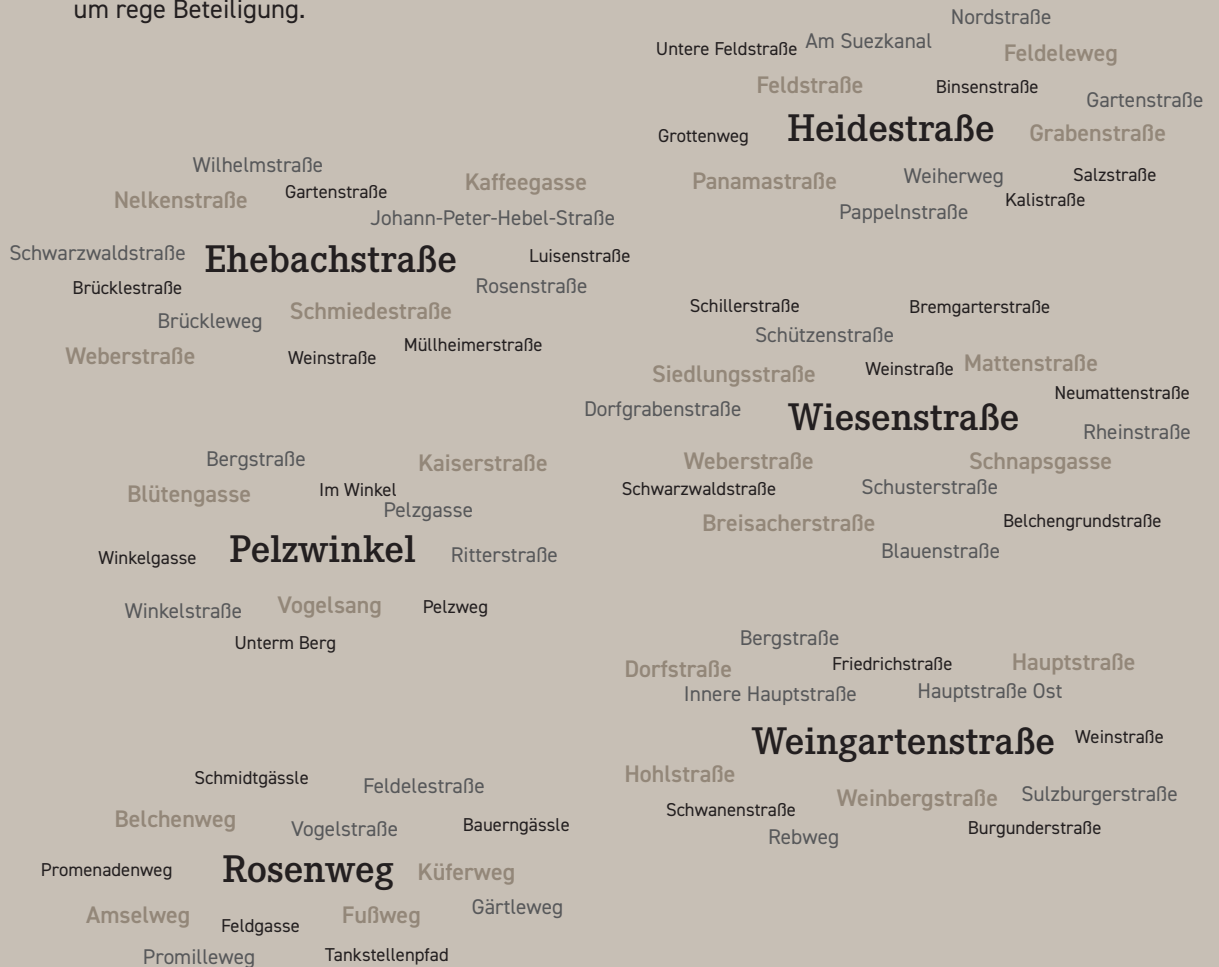 um rege Beteiligung.
Nordstraße
Untere Feldstraße Am Suezkanal
Feldeleweg
Feldstraße Binsenstraße
Gartenstraße
Grottenweg Heidestraße Grabenstraße
Panamastraße Weiherweg Salzstraße
Kalistraße
Pappelnstraße
Wilhelmstraße
Nelkenstraße Gartenstraße Kaffeegasse
Johann-Peter-Hebel-Straße
Schwarzwaldstraße Ehebachstraße Luisenstraße
Brücklestraße Rosenstraße
Brückleweg Schmiedestraße
Weberstraße Weinstraße Müllheimerstraße
Schillerstraße Bremgarterstraße
Schützenstraße
Siedlungsstraße Weinstraße Mattenstraße
Neumattenstraße
Dorfgrabenstraße Wiesenstraße Rheinstraße
Weberstraße Schnapsgasse
Schwarzwaldstraße Schusterstraße
Breisacherstraße Belchengrundstraße
Blauenstraße
Bergstraße Kaiserstraße
Blütengasse Im Winkel
Pelzgasse
Winkelgasse Pelzwinkel Ritterstraße
Winkelstraße Vogelsang Pelzweg
Unterm Berg
Bergstraße
Dorfstraße Friedrichstraße Hauptstraße
Innere Hauptstraße Hauptstraße Ost
Weingartenstraße Weinstraße
Hohlstraße
Schwanenstraße Weinbergstraße Sulzburgerstraße
Rebweg Burgunderstraße
Schmidtgässle Feldelestraße
Belchenweg Vogelstraße Bauerngässle
Promenadenweg Rosenweg Küferweg
Amselweg Feldgasse Fußweg Gärtleweg
Promilleweg Tankstellenpfad